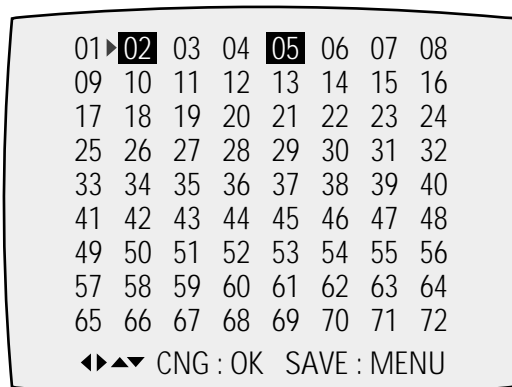 01 ▶ 02 03 04 05 06 07 08
09 10 11 12 13 14 15 16
17 18 19 20 21 22 23 24
25 26 27 28 29 30 31 32
33 34 35 36 37 38 39 40
41 42 43 44 45 46 47 48
49 50 51 52 53 54 55 56
57 58 59 60 61 62 63 64
65 66 67 68 69 70 71 72
◀▶▲▼ CNG : OK SAVE : MENU